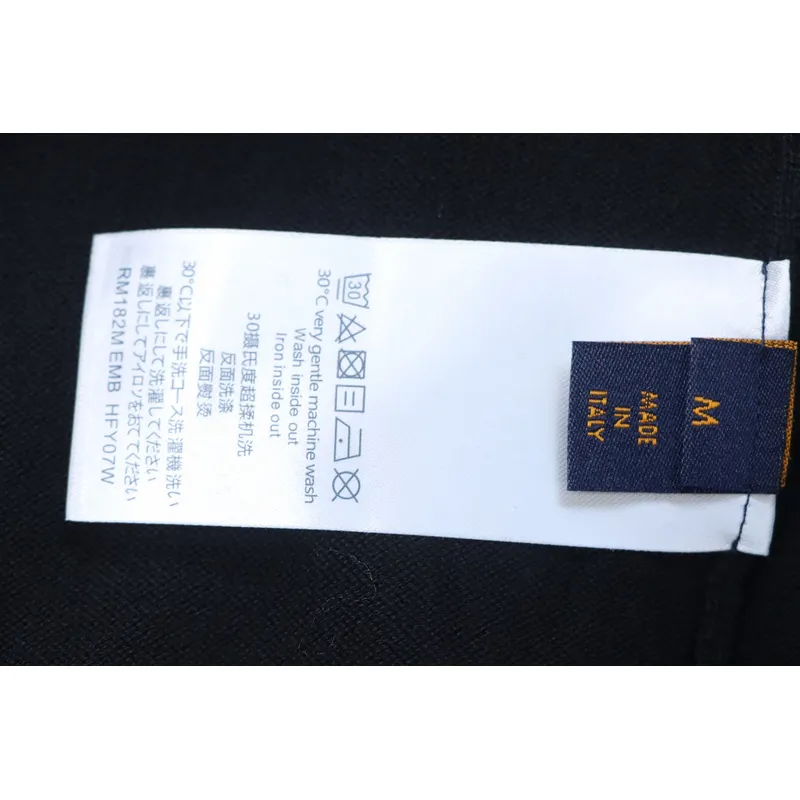 M
MADE
IN
ITALY
30
30°C very gentle machine wash
Wash inside out
Iron inside out
30摄氏度超揉机洗
反面洗涤
反面熨烫
30°C以下で手洗コース洗濯機洗い
裏返しにして洗濯してください
裏返しにしてアイロンをおてください
RM182M EMB HFY07W